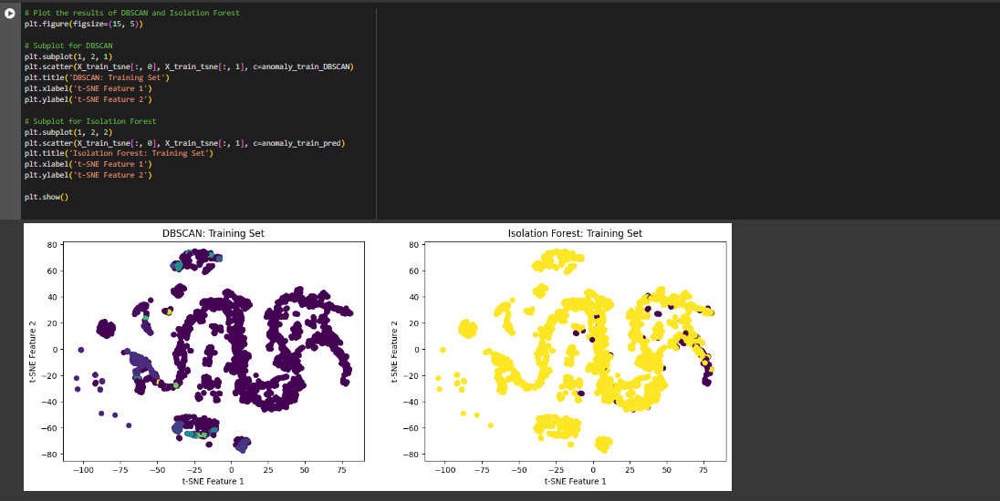 # Plot the results of DBSCAN and Isolation Forest
plt.figure(figsize=(15, 5))
# Subplot for DBSCAN
plt.subplot(1, 2, 1)
plt.scatter(X_train_tsne[:, 0], X_train_tsne[:, 1], c=anomaly_train_DBSCAN)
plt.title('DBSCAN: Training Set')
plt.xlabel('t-SNE Feature 1')
plt.ylabel('t-SNE Feature 2')
# Subplot for Isolation Forest
plt.subplot(1, 2, 2)
plt.scatter(X_train_tsne[:, 0], X_train_tsne[:, 1], c=anomaly_train_pred)
plt.title('Isolation Forest: Training Set')
plt.xlabel('t-SNE Feature 1')
plt.ylabel('t-SNE Feature 2')
plt.show()
DBSCAN: Training Set
t-SNE Feature 2
80
60
40
20
0
−20
−40
−60
−80
−100 −75 −50 −25 0 25 50 75
t-SNE Feature 1
Isolation Forest: Training Set
t-SNE Feature 2
80
60
40
20
0
−20
−40
−60
−80
−100 −75 −50 −25 0 25 50 75
t-SNE Feature 1